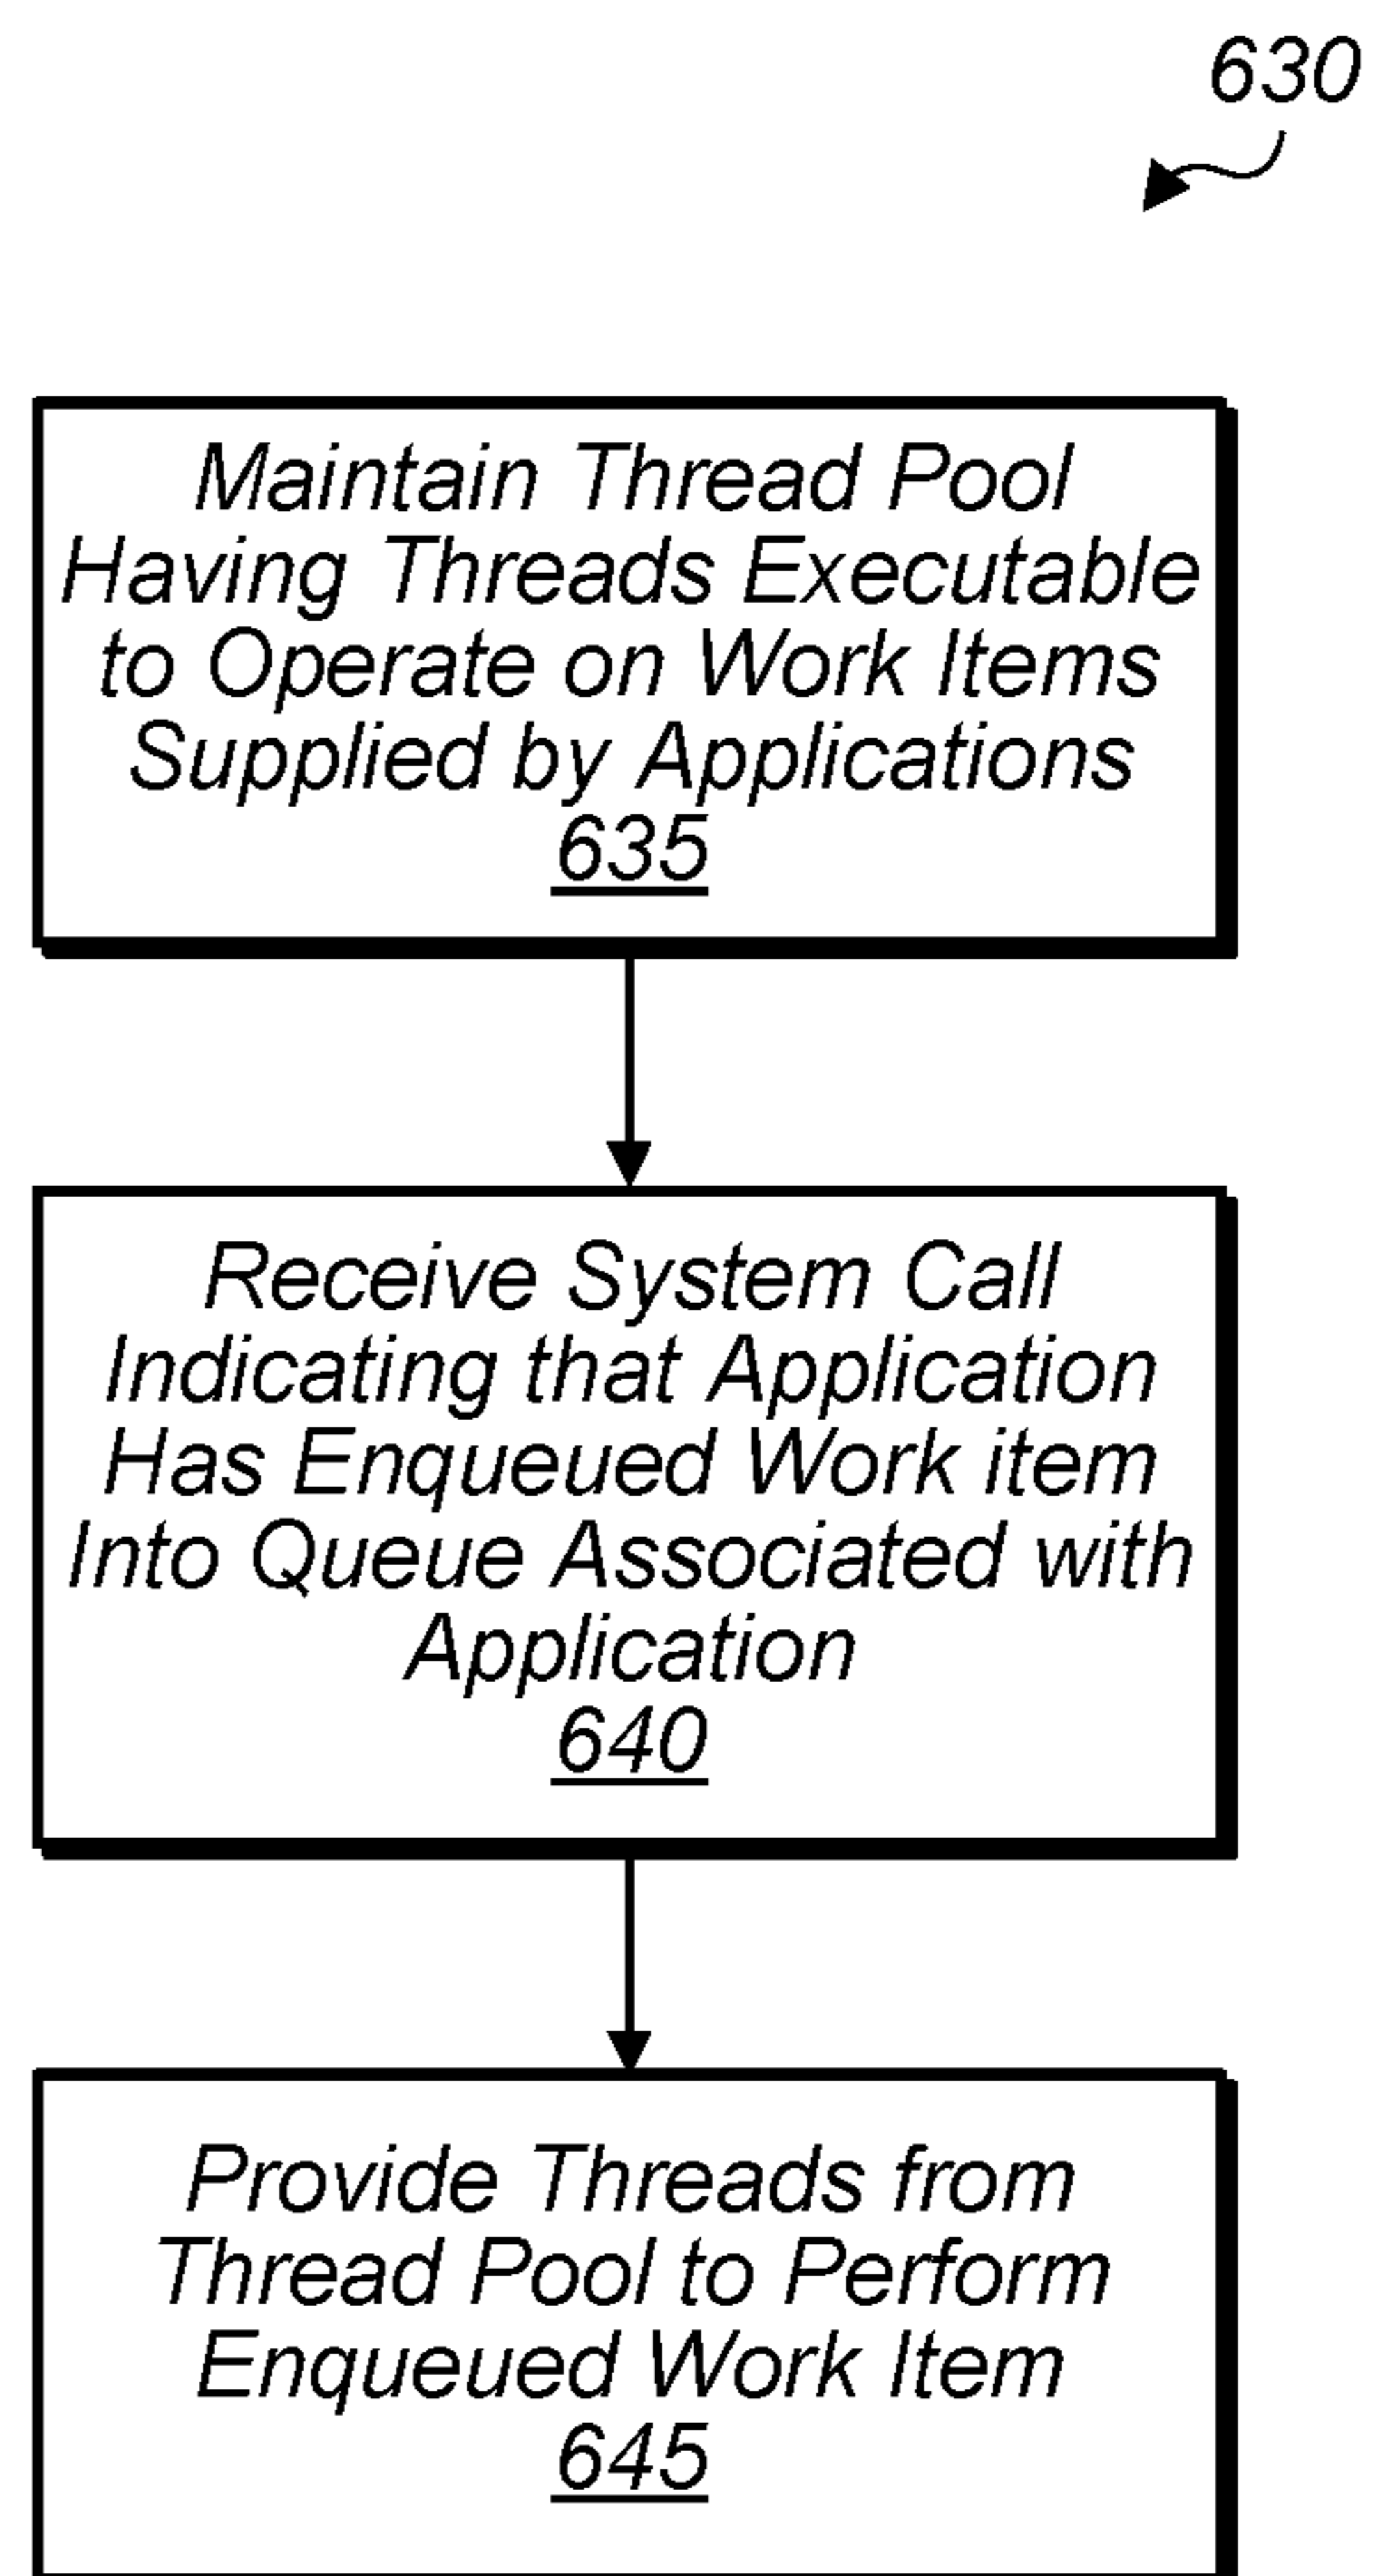 630
Maintain Thread Pool
Having Threads Executable
to Operate on Work Items
Supplied by Applications
635
Receive System Call
Indicating that Application
Has Enqueued Work item
Into Queue Associated with
Application
640
Provide Threads from
Thread Pool to Perform
Enqueued Work Item
645